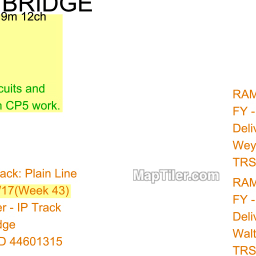 BRIDGE
9m 12ch
cuits and
CP5 work.
ack: Plain Line
/17(Week 43)
er - IP Track
dge
D 44601315
MapTiler.com
RAM
FY -
Deliv
Wey
TRS
RAM
FY -
Deliv
Walt
TRS